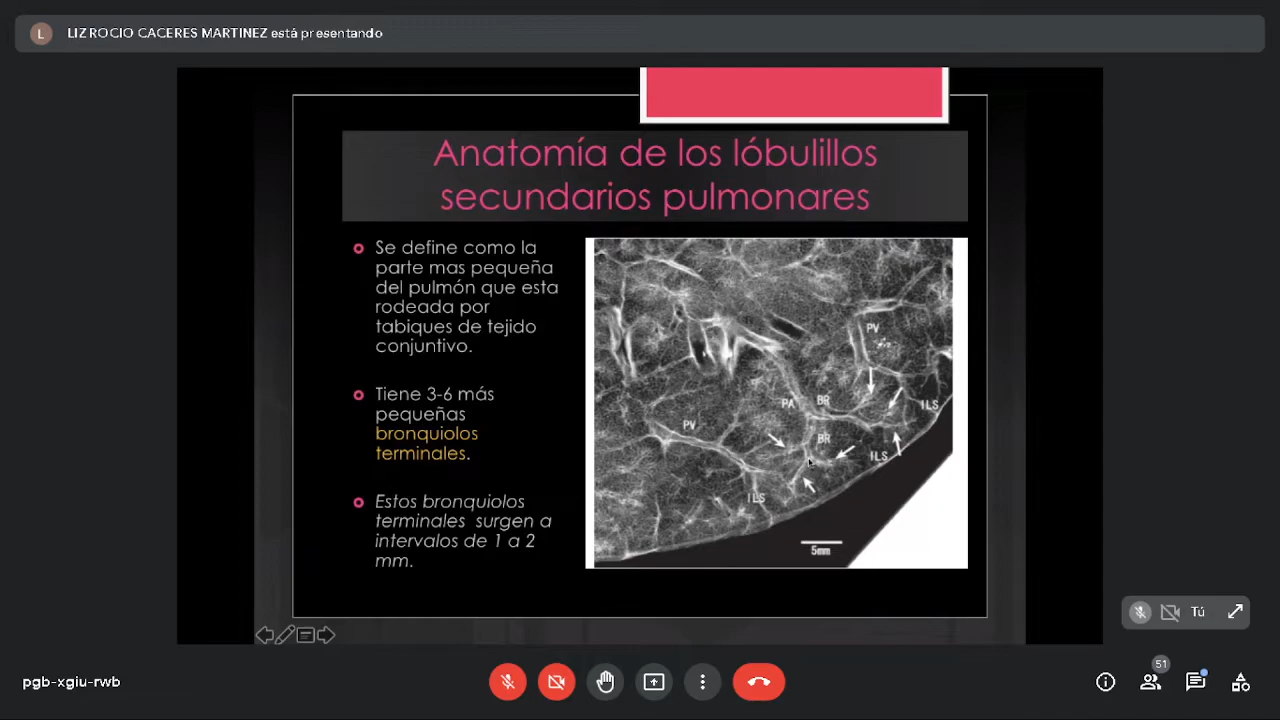 L LIZ ROCIO CACERES MARTINEZ está presentando
Anatomía de los lóbulillos
secundarios pulmonares
Se define como la
parte mas pequeña
del pulmón que esta
rodeada por
tabiques de tejido
conjuntivo.
Tiene 3-6 más
pequeñas
bronquiolos
terminales.
Estos bronquiolos
terminales surgen a
intervalos de 1 a 2
mm.
PV
PA
BR
ILS
PV
BR
ILS
ILS
5mm
Tú
pgb-xgiu-rwb
51